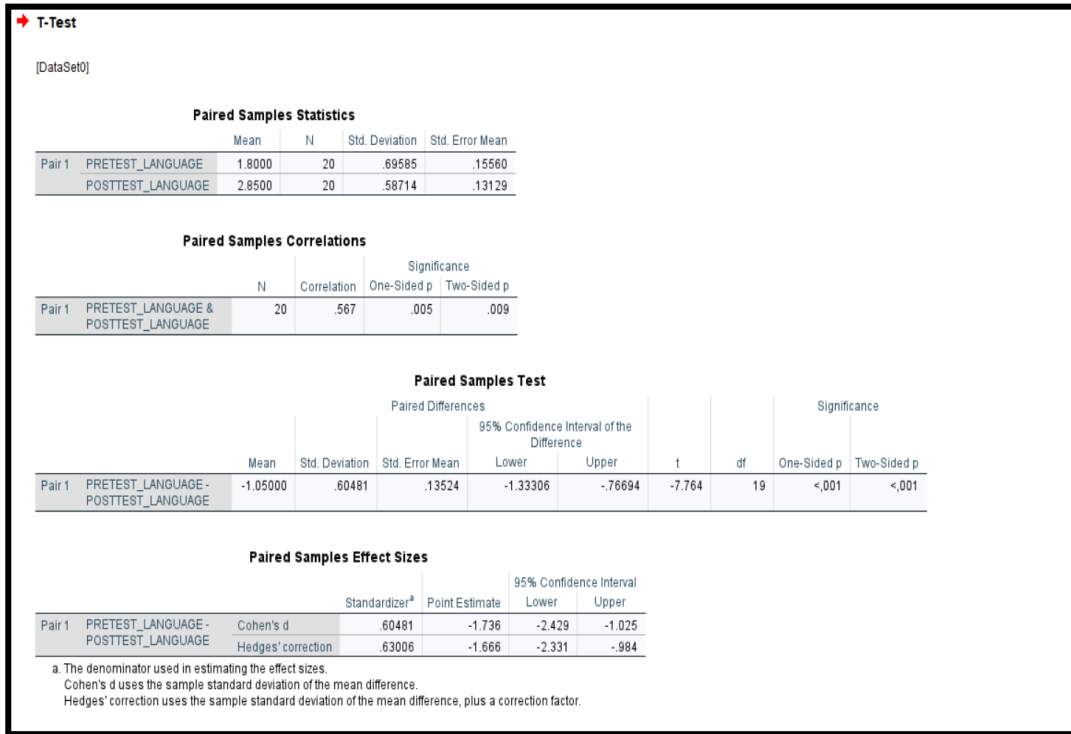 T-Test
[DataSet0]
Paired Samples Statistics
Mean N Std. Deviation Std. Error Mean
Pair 1 PRETEST_LANGUAGE 1.8000 20 .69585 .15560
POSTTEST_LANGUAGE 2.8500 20 .58714 .13129
Paired Samples Correlations
Significance
N Correlation One-Sided p Two-Sided p
Pair 1 PRETEST_LANGUAGE & 20 .567 .005 .009
POSTTEST_LANGUAGE
Paired Samples Test
Paired Differences Significance
95% Confidence Interval of the
Difference
Mean Std. Deviation Std. Error Mean Lower Upper t df One-Sided p Two-Sided p
Pair 1 PRETEST_LANGUAGE - -1.05000 .60481 .13524 -1.33306 -.76694 -7.764 19 <,001 <,001
POSTTEST_LANGUAGE
Paired Samples Effect Sizes
95% Confidence Interval
Standardizerª Point Estimate Lower Upper
Pair 1 PRETEST_LANGUAGE - Cohen's d .60481 -1.736 -2.429 -1.025
POSTTEST_LANGUAGE Hedges' correction .63006 -1.666 -2.331 -.984
a. The denominator used in estimating the effect sizes.
Cohen's d uses the sample standard deviation of the mean difference.
Hedges' correction uses the sample standard deviation of the mean difference, plus a correction factor.